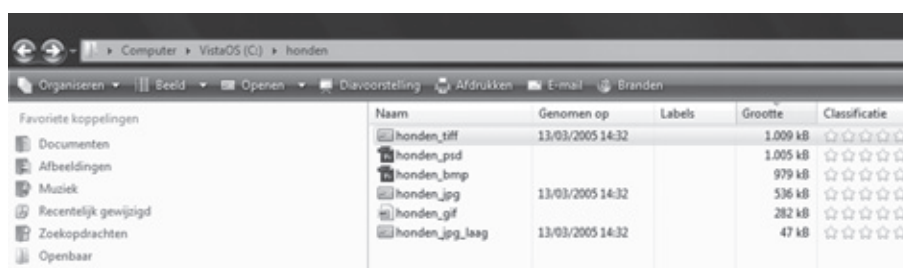 Computer ▸ VistaOS (C:) ▸ honden
Organiseren Beeld Openen Diavoorstelling Afdrukken E-mail Branden
Favoriete koppelingen
Documenten
Afbeeldingen
Muziek
Recentelijk gewijzigd
Zoekopdrachten
Openbaar
Naam Genomen op Labels Grootte Classificatie
honden_tiff 13/03/2005 14:32 1.009 kB
honden_psd 1.005 kB
honden_bmp 979 kB
honden_jpg 13/03/2005 14:32 536 kB
honden_gif 282 kB
honden_jpg_laag 13/03/2005 14:32 47 kB